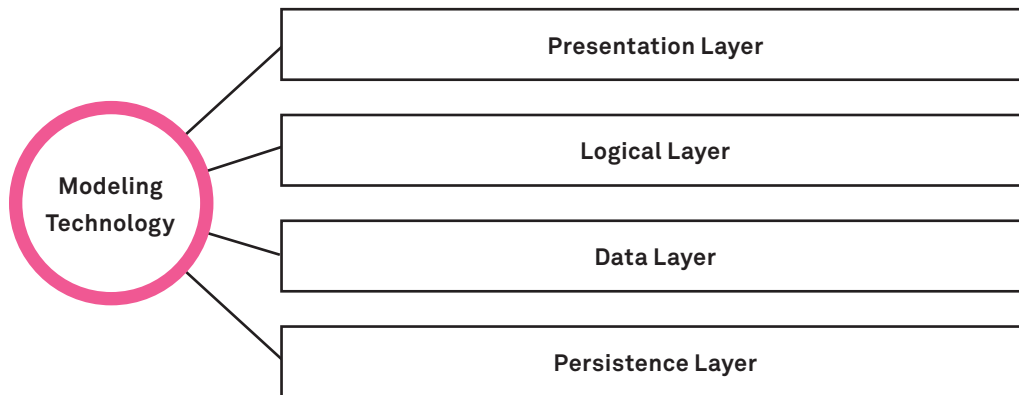 Presentation Layer
Logical Layer
Modeling
Technology
Data Layer
Persistence Layer